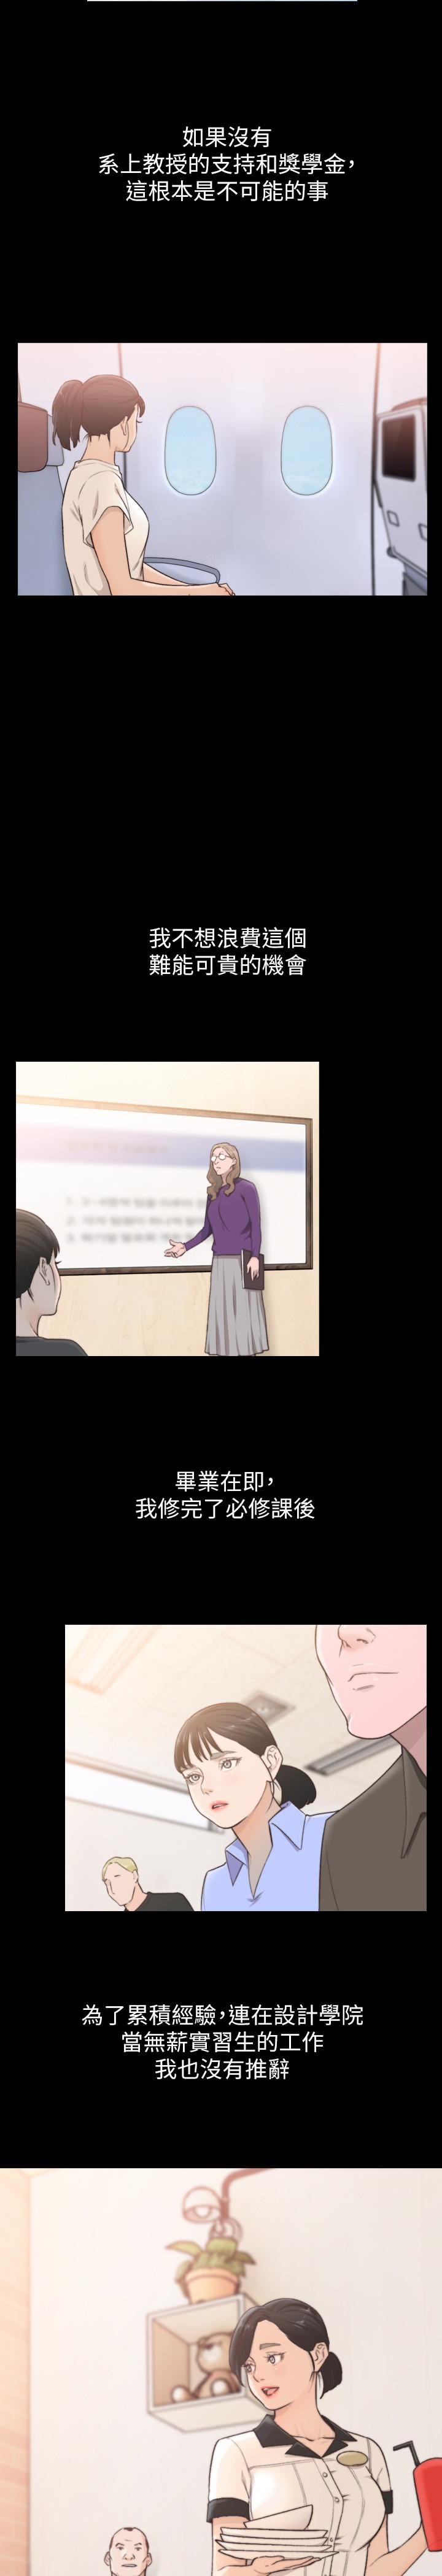 如果沒有
系上教授的支持和獎學金，
這根本是不可能的事
我不想浪費這個
難能可貴的機會
畢業在即，
我修完了必修課後
為了累積經驗，連在設計學院
當無薪實習生的工作
我也沒有推辭